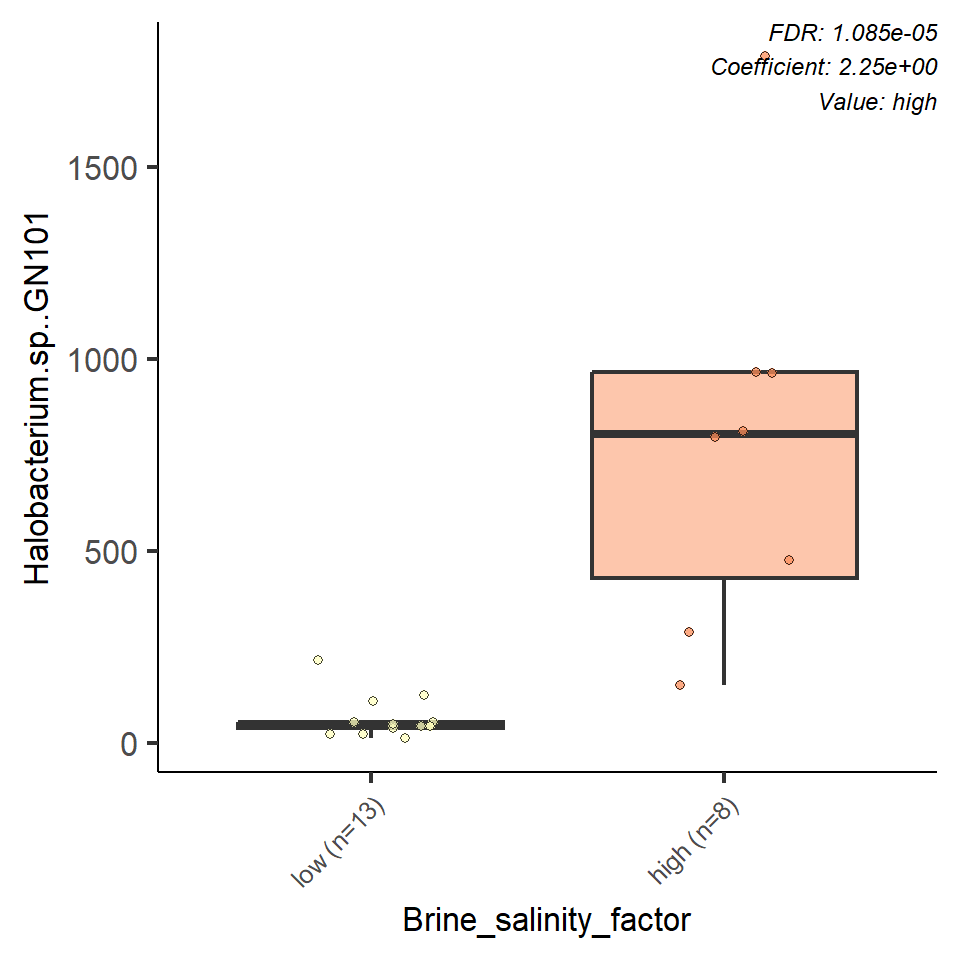 FDR: 1.085e-05
Coefficient: 2.25e+00
Value: high
Halobacterium.sp..GN101
1500
1000
500
0
low (n=13)
high (n=8)
Brine_salinity_factor